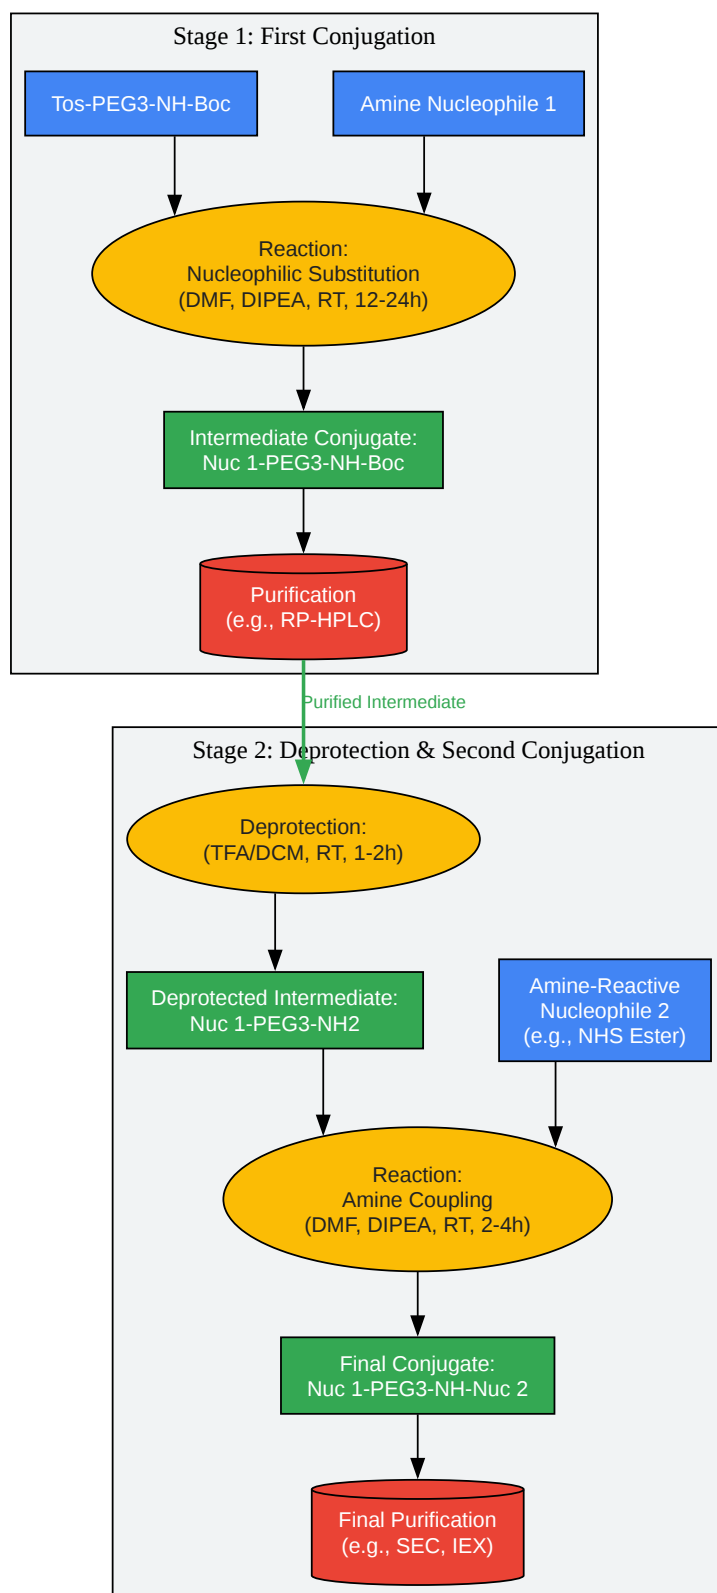 Stage 1: First Conjugation
Tos-PEG3-NH-Boc
Amine Nucleophile 1
Reaction:
Nucleophilic Substitution
(DMF, DIPEA, RT, 12-24h)
Intermediate Conjugate:
Nuc 1-PEG3-NH-Boc
Purification
(e.g., RP-HPLC)
Purified Intermediate
Stage 2: Deprotection & Second Conjugation
Deprotection:
(TFA/DCM, RT, 1-2h)
Deprotected Intermediate:
Nuc 1-PEG3-NH2
Amine-Reactive
Nucleophile 2
(e.g., NHS Ester)
Reaction:
Amine Coupling
(DMF, DIPEA, RT, 2-4h)
Final Conjugate:
Nuc 1-PEG3-NH-Nuc 2
Final Purification
(e.g., SEC, IEX)